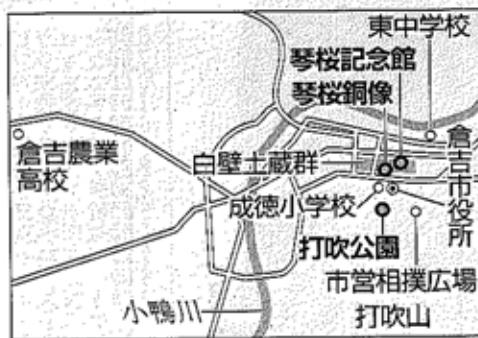 東中学校
琴桜記念館
琴桜銅像
倉吉農業
高校
白壁土蔵群
倉吉市役所
成徳小学校
打吹公園
市営相撲広場
小鴨川
打吹山